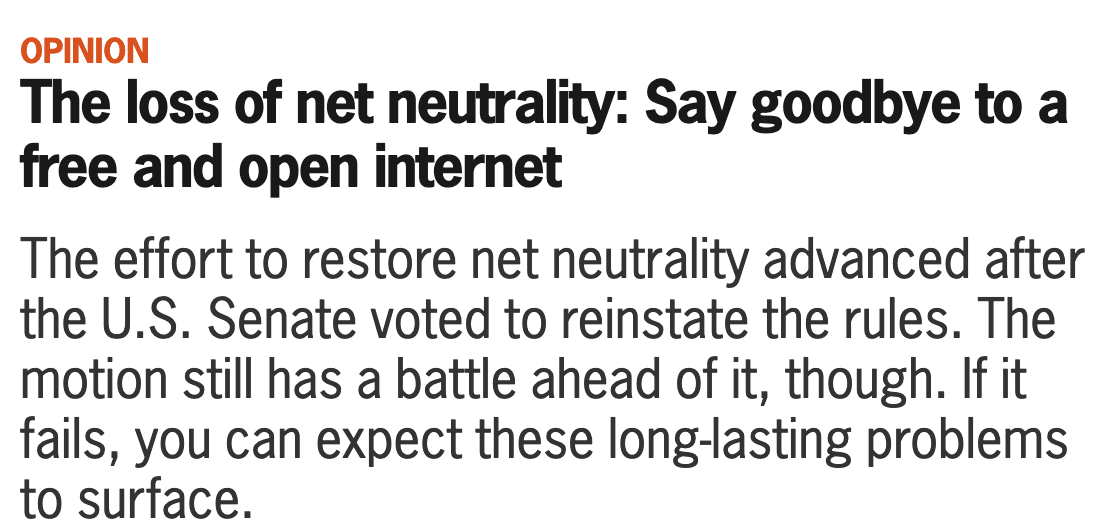 OPINION
The loss of net neutrality: Say goodbye to a
free and open internet
The effort to restore net neutrality advanced after
the U.S. Senate voted to reinstate the rules. The
motion still has a battle ahead of it, though. If it
fails, you can expect these long-lasting problems
to surface.